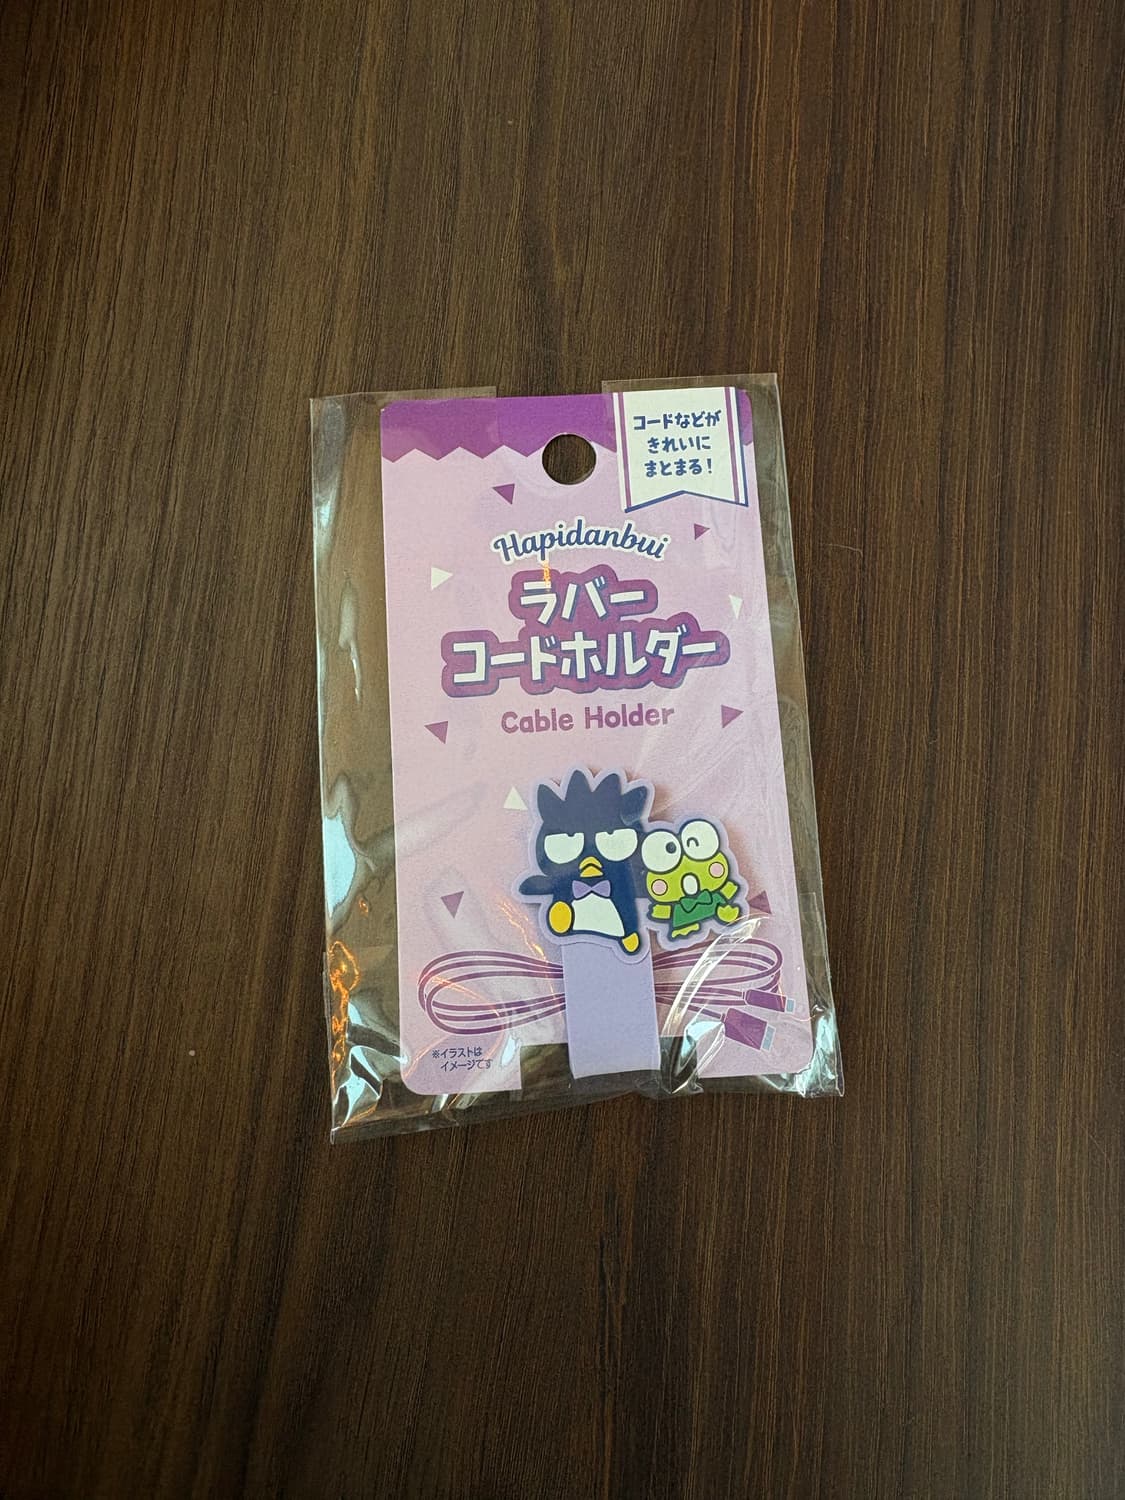 コードなどが
きれいに
まとまる！
Hapidanbui
ラバー
コードホルダー
Cable Holder
※イラストは
イメージです